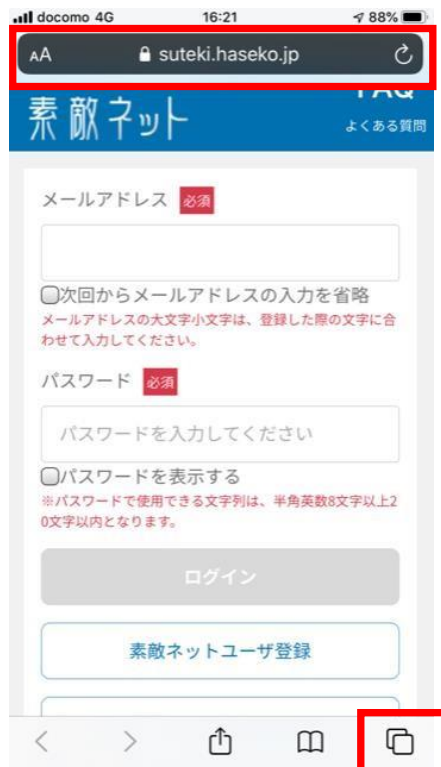 docomo 4G 16:21 88%
AA suteki.haseko.jp
素敵ネット
FAQ
よくある質問
メールアドレス 必須
次回からメールアドレスの入力を省略
メールアドレスの大文字小文字は、登録した際の文字に合
わせて入力してください。
パスワード 必須
パスワードを入力してください
パスワードを表示する
※パスワードで使用できる文字列は、半角英数8文字以上2
0文字以内となります。
ログイン
素敵ネットユーザ登録